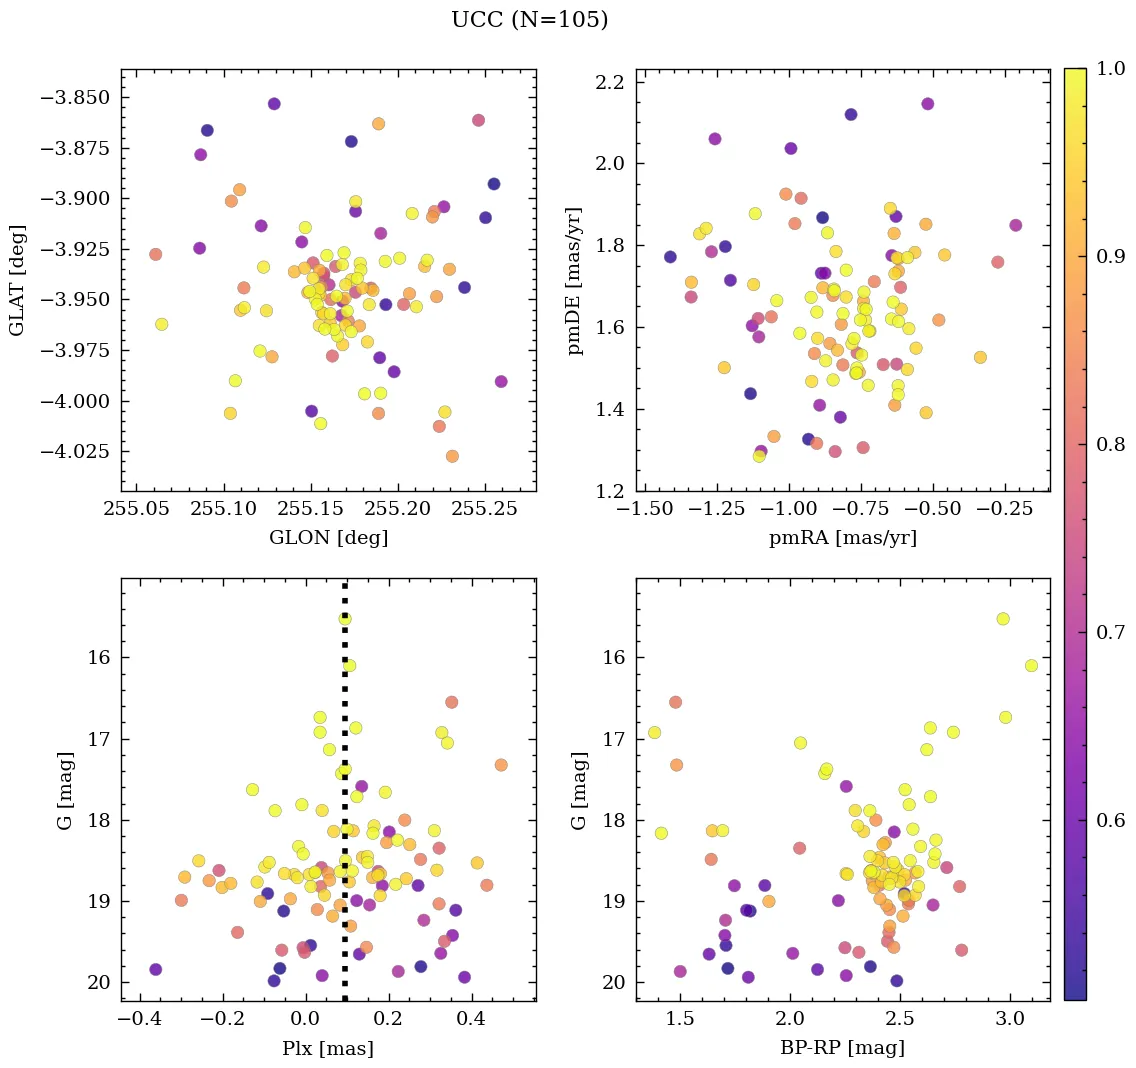 UCC (N=105)
−3.850
−3.875
−3.900
−3.925
−3.950
−3.975
−4.000
−4.025
GLAT [deg]
255.05 255.10 255.15 255.20 255.25
GLON [deg]
2.2
2.0
1.8
1.6
1.4
1.2
pmDE [mas/yr]
−1.50 −1.25 −1.00 −0.75 −0.50 −0.25
pmRA [mas/yr]
1.0
0.9
0.8
0.7
0.6
16
17
18
19
20
G [mag]
−0.4 −0.2 0.0 0.2 0.4
Plx [mas]
16
17
18
19
20
G [mag]
1.5 2.0 2.5 3.0
BP-RP [mag]